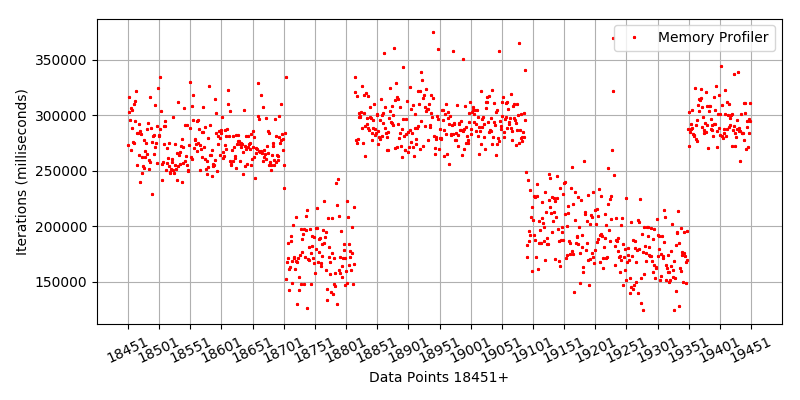 Memory Profiler
350000
300000
250000
200000
150000
Iterations (milliseconds)
18451 18501 18551 18601 18651 18701 18751 18801 18851 18901 18951 19001 19051 19101 19151 19201 19251 19301 19351 19401 19451
Data Points 18451+